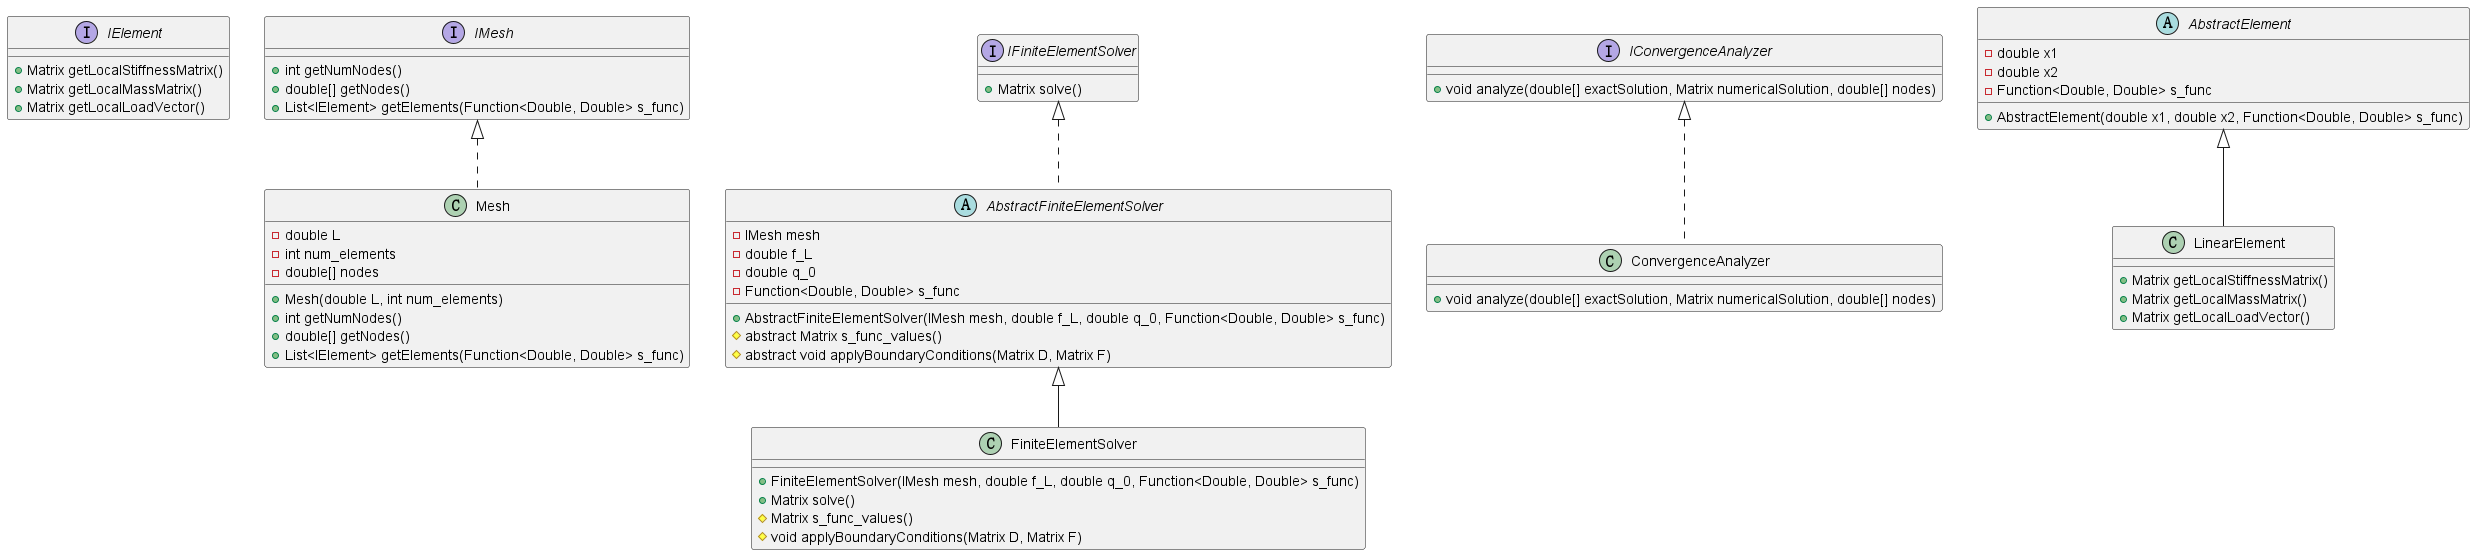 I IElement
Matrix getLocalStiffnessMatrix()
Matrix getLocalMassMatrix()
Matrix getLocalLoadVector()
I IMesh
int getNumNodes()
double[] getNodes()
List<IElement> getElements(Function<Double, Double> s_func)
I IFiniteElementSolver
Matrix solve()
I IConvergenceAnalyzer
void analyze(double[] exactSolution, Matrix numericalSolution, double[] nodes)
A AbstractElement
double x1
double x2
Function<Double, Double> s_func
AbstractElement(double x1, double x2, Function<Double, Double> s_func)
C Mesh
double L
int num_elements
double[] nodes
Mesh(double L, int num_elements)
int getNumNodes()
double[] getNodes()
List<IElement> getElements(Function<Double, Double> s_func)
A AbstractFiniteElementSolver
IMesh mesh
double f_L
double q_0
Function<Double, Double> s_func
AbstractFiniteElementSolver(IMesh mesh, double f_L, double q_0, Function<Double, Double> s_func)
abstract Matrix s_func_values()
abstract void applyBoundaryConditions(Matrix D, Matrix F)
C ConvergenceAnalyzer
void analyze(double[] exactSolution, Matrix numericalSolution, double[] nodes)
C LinearElement
Matrix getLocalStiffnessMatrix()
Matrix getLocalMassMatrix()
Matrix getLocalLoadVector()
C FiniteElementSolver
FiniteElementSolver(IMesh mesh, double f_L, double q_0, Function<Double, Double> s_func)
Matrix solve()
Matrix s_func_values()
void applyBoundaryConditions(Matrix D, Matrix F)